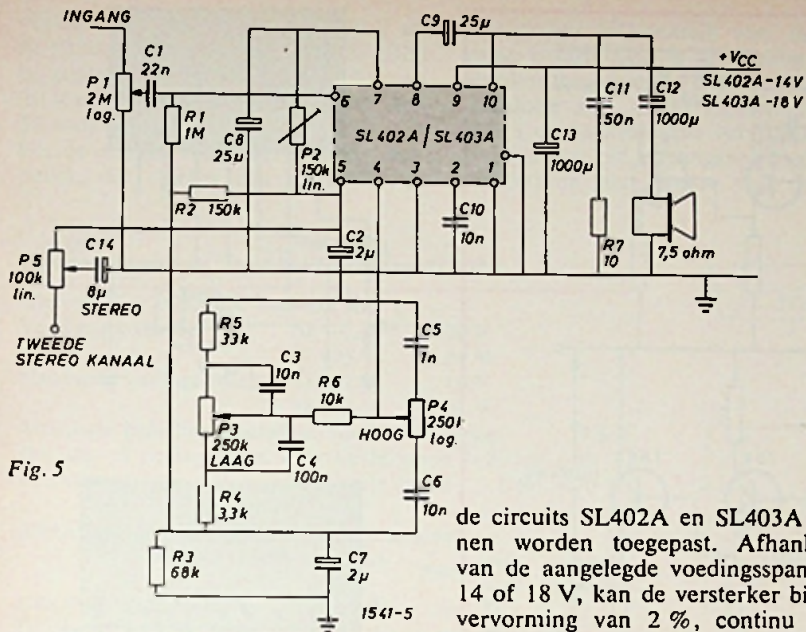 INGANG
C1
22n
P1
2M
log.
R1
1M
C8
25µ
P2
150k
lin.
R2 150k
C9 25µ
6 7 8 9 10
SL402A/SL403A
5 4 3 2 1
+VCC
SL402A-14V
SL403A-18V
C11
50n
C12
1000µ
C13
1000µ
C10
10n
R7
10
7,5 ohm
C2
2µ
P5
100k
lin.
C14
8µ
STEREO
TWEEDE
STEREO KANAAL
R5
33k
C3
10n
C5
1n
R6
10k
P3
250k
LAAG
C4
100n
HOOG
P4
250k
log.
C6
10n
R4
3,3k
R3
68k
C7
2µ
1541-5
Fig. 5
de circuits SL402A en SL403A
nen worden toegepast. Afhank
van de aangelegde voedingsspan
14 of 18 V, kan de versterker bi
vervorming van 2 %, continu